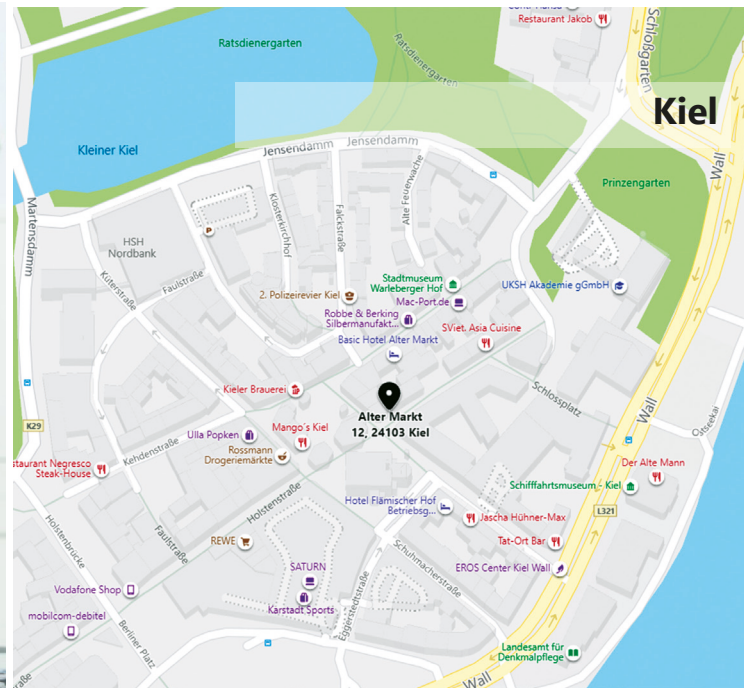 Restaurant Jakob
Schloßgarten
Ratsdienergarten
Ratsdienergarten
Kiel
Kleiner Kiel
Jensendamm
Jensendamm
Wall
Prinzengarten
Martensdamm
Klosterkirchhof
Falckstraße
Alte Feuerwache
P
HSH
Nordbank
Küterstraße
Faulstraße
Stadtmuseum
Warleberger Hof
UKSH Akademie gGmbH
2. Polizeirevier Kiel
Mac-Port.de
Robbe & Berking
Silbermanufakt...
SViet. Asia Cuisine
Basic Hotel Alter Markt
Kieler Brauerei
Schlossplatz
Wall
Alter Markt
12, 24103 Kiel
K29
Ulla Popken
Mango´s Kiel
Ostseekai
Kehdenstraße
Rossmann
Drogeriemärkte
staurant Negresco
Steak-House
Der Alte Mann
Schifffahrtsmuseum - Kiel
Holstenstraße
Hotel Flämischer Hof
Betriebsg...
L321
Jascha Hühner-Max
Holstenbrücke
Faulstraße
REWE
Tat-Ort Bar
Schuhmacherstraße
SATURN
EROS Center Kiel Wall
Vodafone Shop
Karstadt Sports
Eggerstedtstraße
mobilcom-debitel
Berliner Platz
Landesamt für
Denkmalpflege
Wall